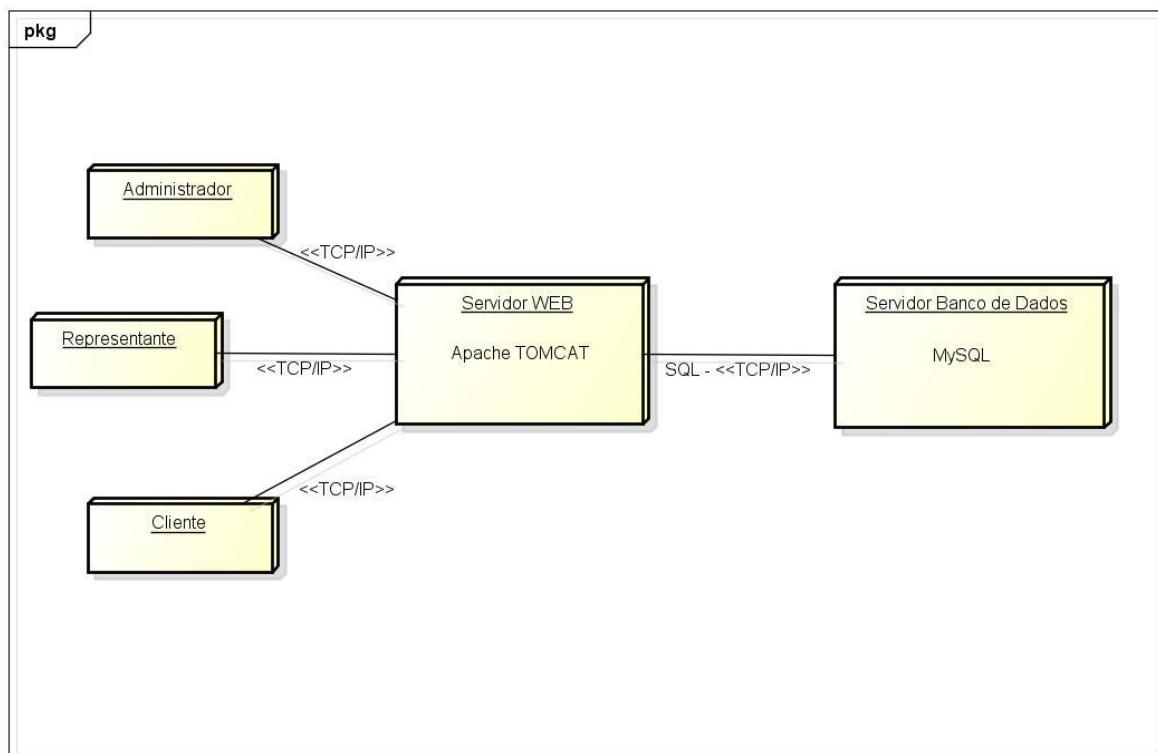 pkg
Administrador
<<TCP/IP>>
Representante
<<TCP/IP>>
Cliente
<<TCP/IP>>
Servidor WEB
Apache TOMCAT
SQL - <<TCP/IP>>
Servidor Banco de Dados
MySQL